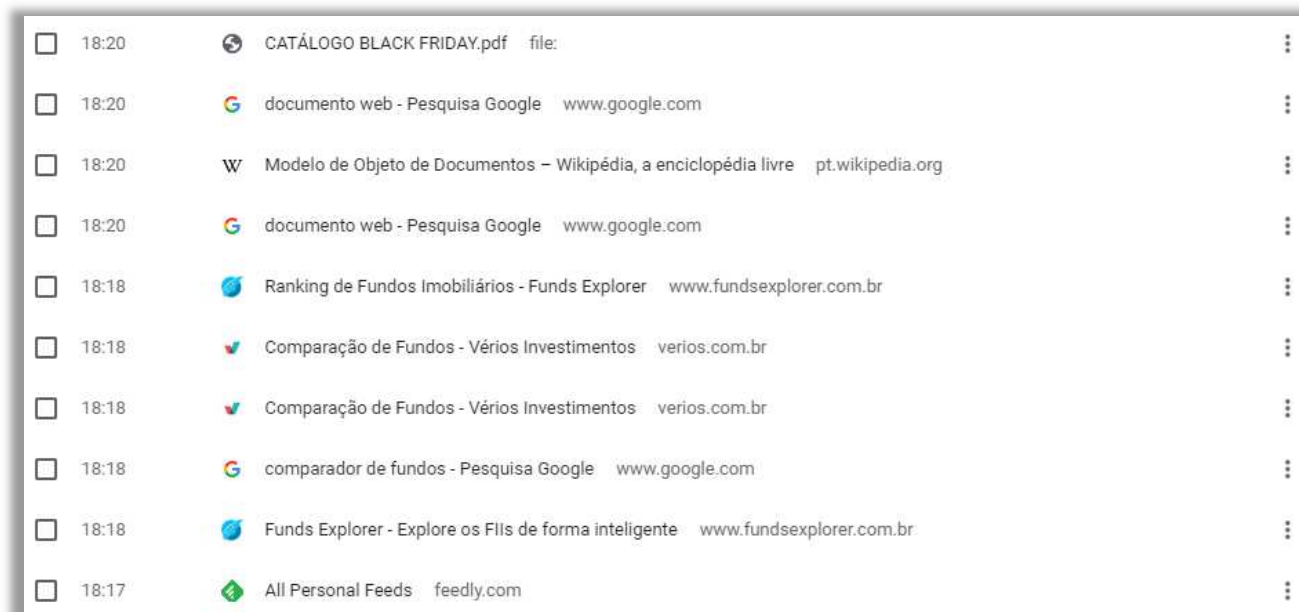 18:20 CATÁLOGO BLACK FRIDAY.pdf file:
18:20 documento web - Pesquisa Google www.google.com
18:20 W Modelo de Objeto de Documentos – Wikipédia, a enciclopédia livre pt.wikipedia.org
18:20 documento web - Pesquisa Google www.google.com
18:18 Ranking de Fundos Imobiliários - Funds Explorer www.fundsexplorer.com.br
18:18 Comparação de Fundos - Vérios Investimentos verios.com.br
18:18 Comparação de Fundos - Vérios Investimentos verios.com.br
18:18 comparador de fundos - Pesquisa Google www.google.com
18:18 Funds Explorer - Explore os FIIs de forma inteligente www.fundsexplorer.com.br
18:17 All Personal Feeds feedly.com